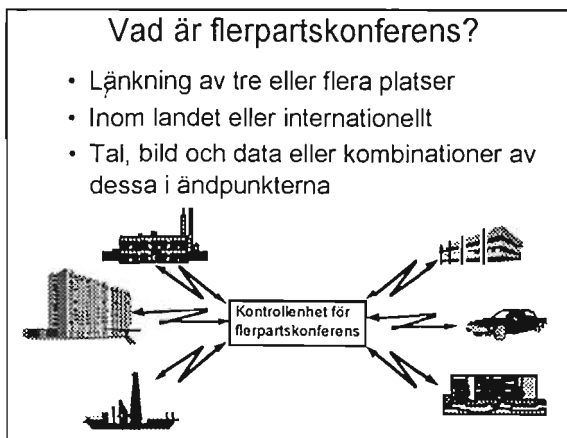 Vad är flerpartskonferens?
• Länkning av tre eller flera platser
• Inom landet eller internationellt
• Tal, bild och data eller kombinationer av
dessa i ändpunkterna
Kontrollenhet för
flerpartskonferens